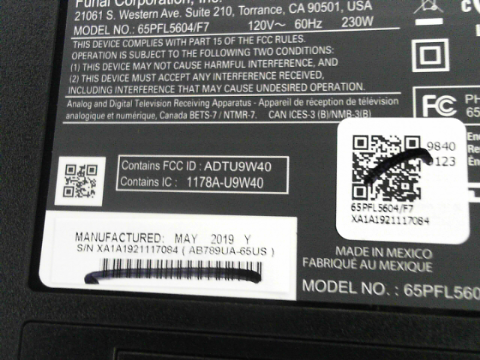 Funai Corporation, Inc.
21061 S. Western Ave. Suite 210, Torrance, CA 90501, USA
MODEL NO.: 65PFL5604/F7 120V~ 60Hz 230W
THIS DEVICE COMPLIES WITH PART 15 OF THE FCC RULES.
OPERATION IS SUBJECT TO THE FOLLOWING TWO CONDITIONS:
(1) THIS DEVICE MAY NOT CAUSE HARMFUL INTERFERENCE, AND
(2) THIS DEVICE MUST ACCEPT ANY INTERFERENCE RECEIVED,
INCLUDING INTERFERENCE THAT MAY CAUSE UNDESIRED OPERATION.
Analog and Digital Television Receiving Apparatus - Appareil de réception de télévision
analogique et numérique, Canada BETS-7 / NTMR-7. CAN ICES-3 (B)/NMB-3(B)
FC
PH
65
Contains FCC ID: ADTU9W40
Contains IC : 1178A-U9W40
9840
0123
65PFL5604/F7
XA1A1921117084
MANUFACTURED: MAY 2019 Y
S/N XA1A1921117084 ( AB789UA-65US )
MADE IN MEXICO
FABRIQUÉ AU MEXIQUE
MODEL NO. : 65PFL560